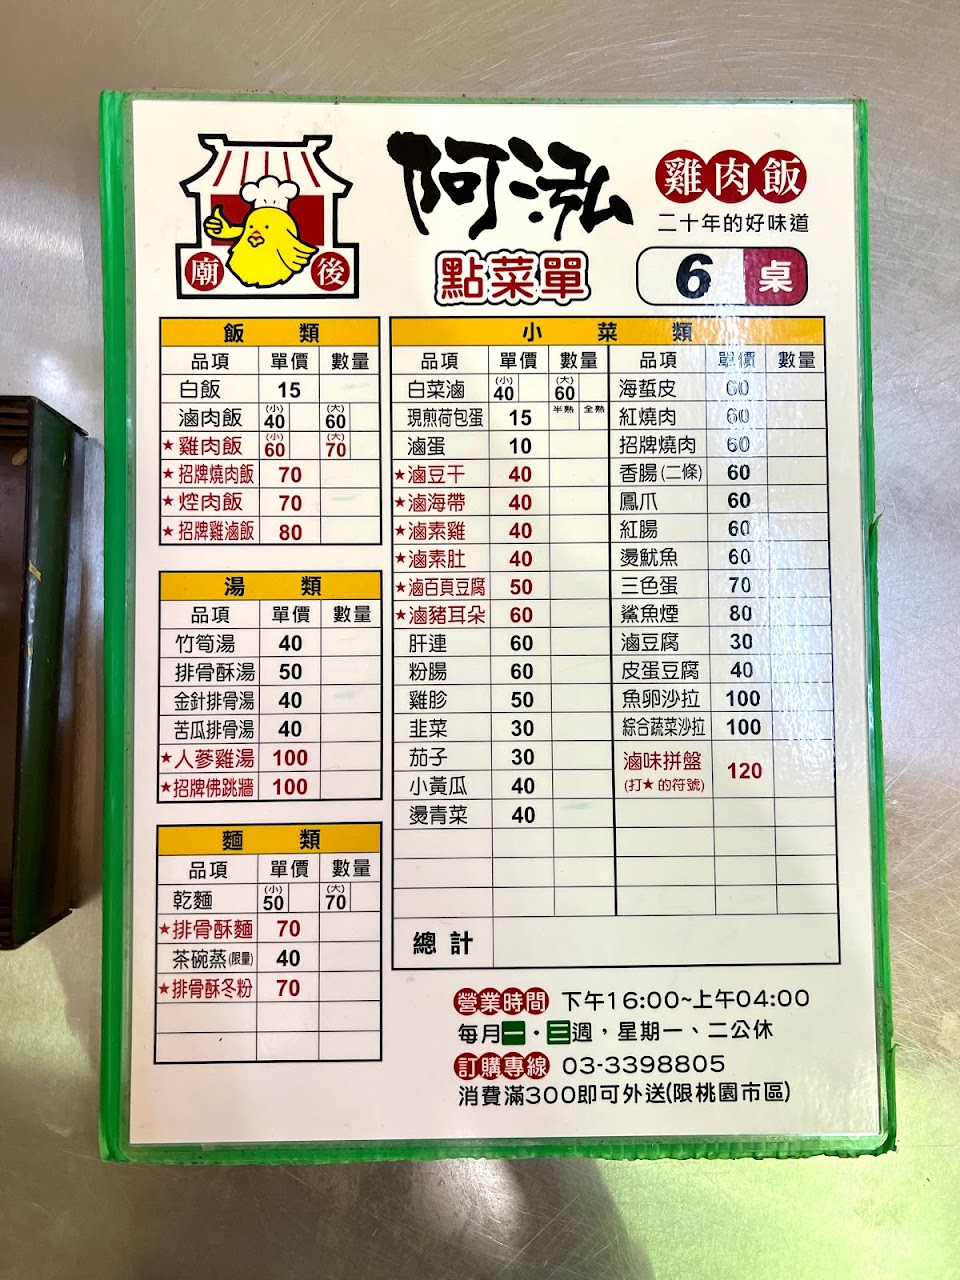 廟 後
阿泓
雞肉飯
二十年的好味道
點菜單
6 桌
飯 類
品項 單價 數量
白飯 15
滷肉飯 (小)40 (大)60
★雞肉飯 (小)60 (大)70
★招牌燒肉飯 70
★焢肉飯 70
★招牌雞滷飯 80
湯 類
品項 單價 數量
竹筍湯 40
排骨酥湯 50
金針排骨湯 40
苦瓜排骨湯 40
★人蔘雞湯 100
★招牌佛跳牆 100
麵 類
品項 單價 數量
乾麵 (小)50 (大)70
★排骨酥麵 70
茶碗蒸(限量) 40
★排骨酥冬粉 70
小 菜 類
品項 單價 數量
白菜滷 (小)40 (大)60
現煎荷包蛋 15 半熟 全熟
滷蛋 10
★滷豆干 40
★滷海帶 40
★滷素雞 40
★滷素肚 40
★滷百頁豆腐 50
★滷豬耳朵 60
肝連 60
粉腸 60
雞胗 50
韭菜 30
茄子 30
小黃瓜 40
燙青菜 40
品項 單價 數量
海蜇皮 60
紅燒肉 60
招牌燒肉 60
香腸(二條) 60
鳳爪 60
紅腸 60
燙魷魚 60
三色蛋 70
鯊魚煙 80
滷豆腐 30
皮蛋豆腐 40
魚卵沙拉 100
綜合蔬菜沙拉 100
滷味拼盤 120
(打★的符號)
總計
營業時間 下午16:00~上午04:00
每月一・三週，星期一、二公休
訂購專線 03-3398805
消費滿300即可外送(限桃園市區)